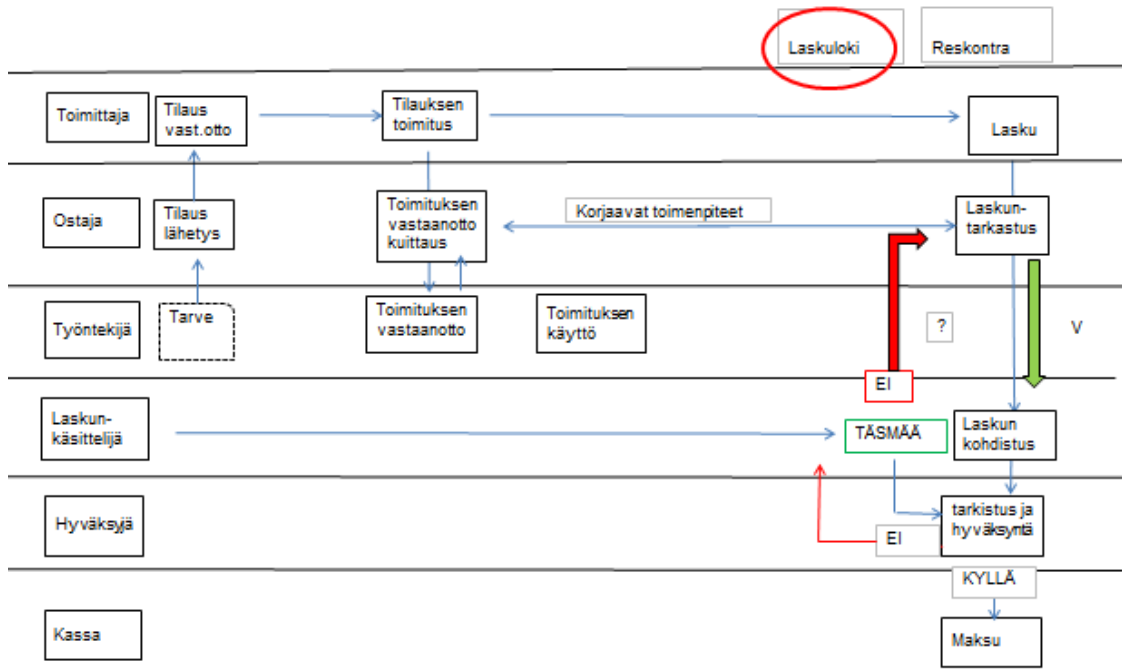 Laskuloki
Reskontra
Toimittaja
Tilaus
vast.otto
Tilauksen
toimitus
Lasku
Ostaja
Tilaus
lähetys
Toimituksen
vastaanotto
kuittaus
Korjaavat toimenpiteet
Laskun-
tarkastus
Työntekijä
Tarve
Toimituksen
vastaanotto
Toimituksen
käyttö
?
V
EI
Laskun-
käsittelijä
TÄSMÄÄ
Laskun
kohdistus
Hyväksyjä
EI
tarkistus ja
hyväksyntä
KYLLÄ
Kassa
Maksu